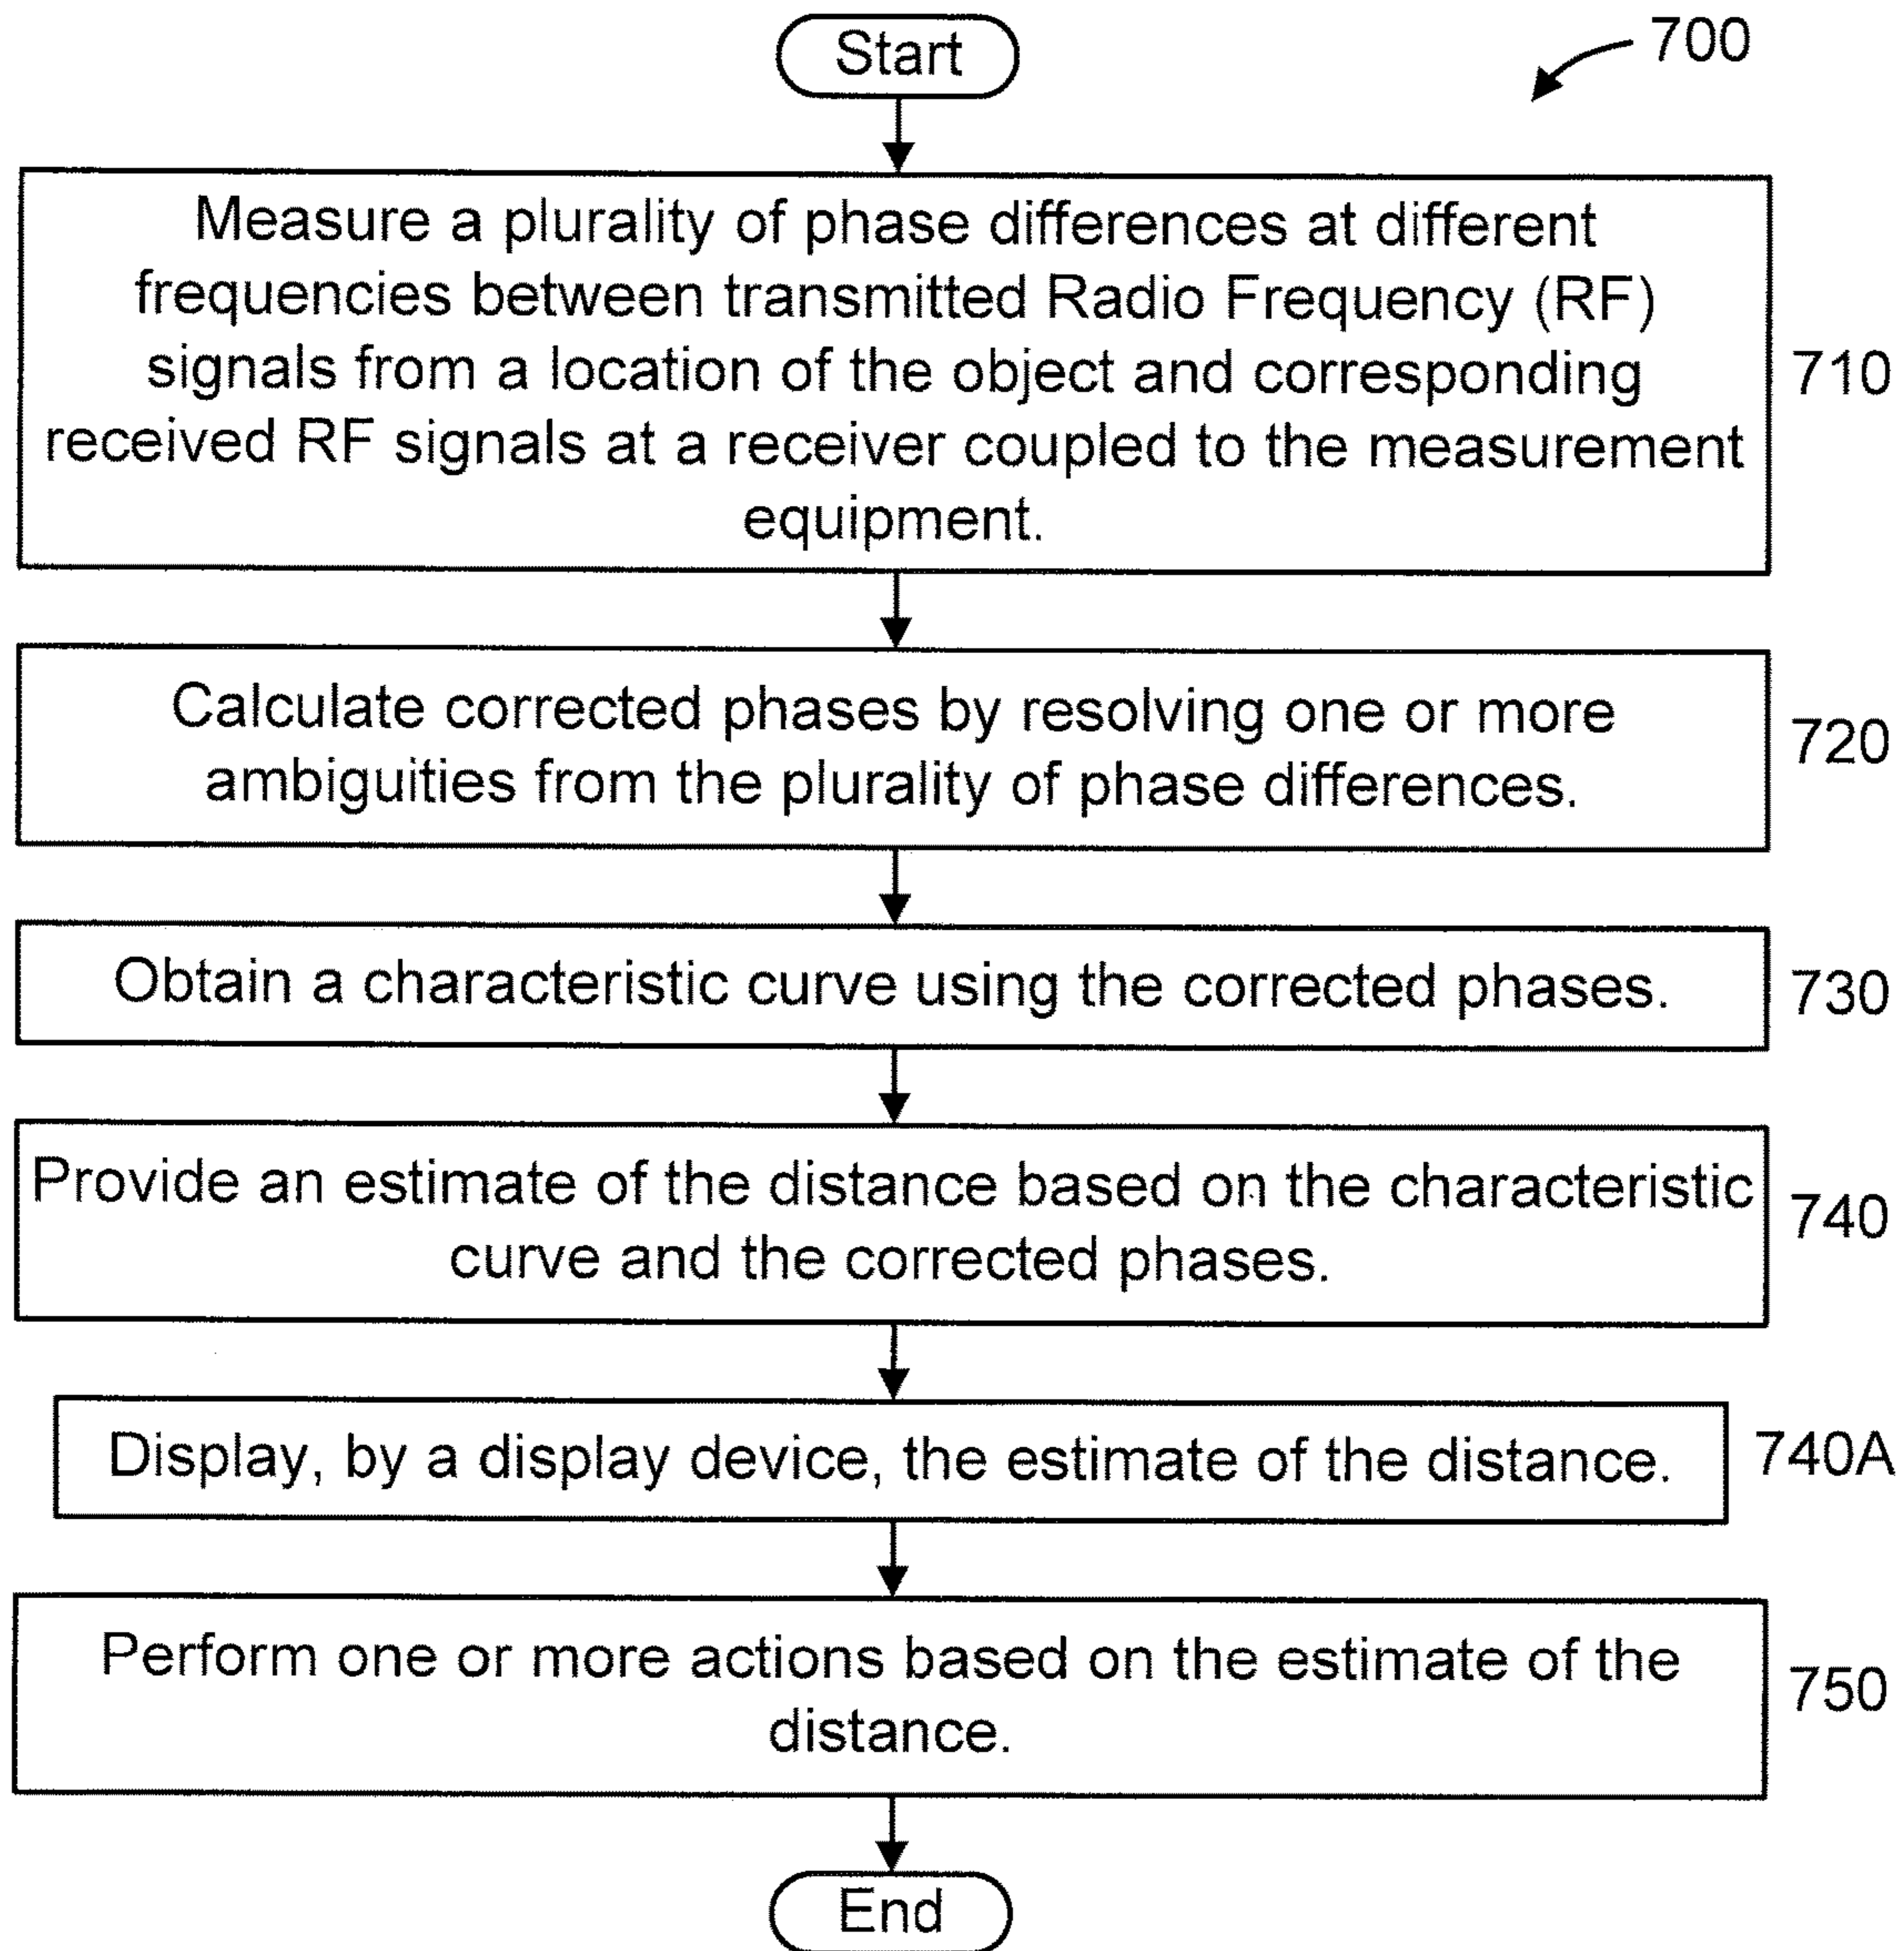 Start
700
Measure a plurality of phase differences at different
frequencies between transmitted Radio Frequency (RF)
signals from a location of the object and corresponding
received RF signals at a receiver coupled to the measurement
equipment.
710
Calculate corrected phases by resolving one or more
ambiguities from the plurality of phase differences.
720
Obtain a characteristic curve using the corrected phases.
730
Provide an estimate of the distance based on the characteristic
curve and the corrected phases.
740
Display, by a display device, the estimate of the distance.
740A
Perform one or more actions based on the estimate of the
distance.
750
End